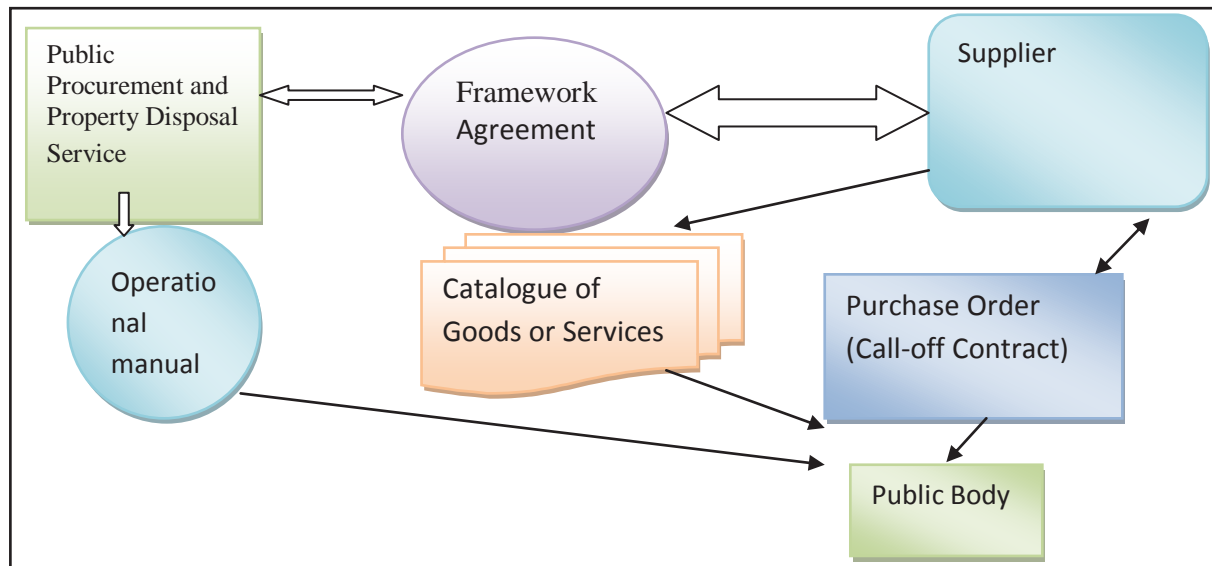 Public
Procurement and
Property Disposal
Service
Framework
Agreement
Supplier
Operatio
nal
manual
Catalogue of
Goods or Services
Purchase Order
(Call-off Contract)
Public Body